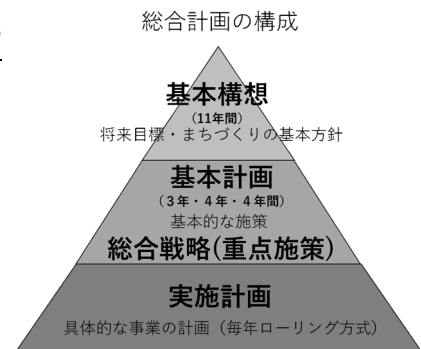 総合計画の構成
基本構想
（11年間）
将来目標・まちづくりの基本方針
基本計画
（３年・４年・４年間）
基本的な施策
総合戦略(重点施策)
実施計画
具体的な事業の計画（毎年ローリング方式）